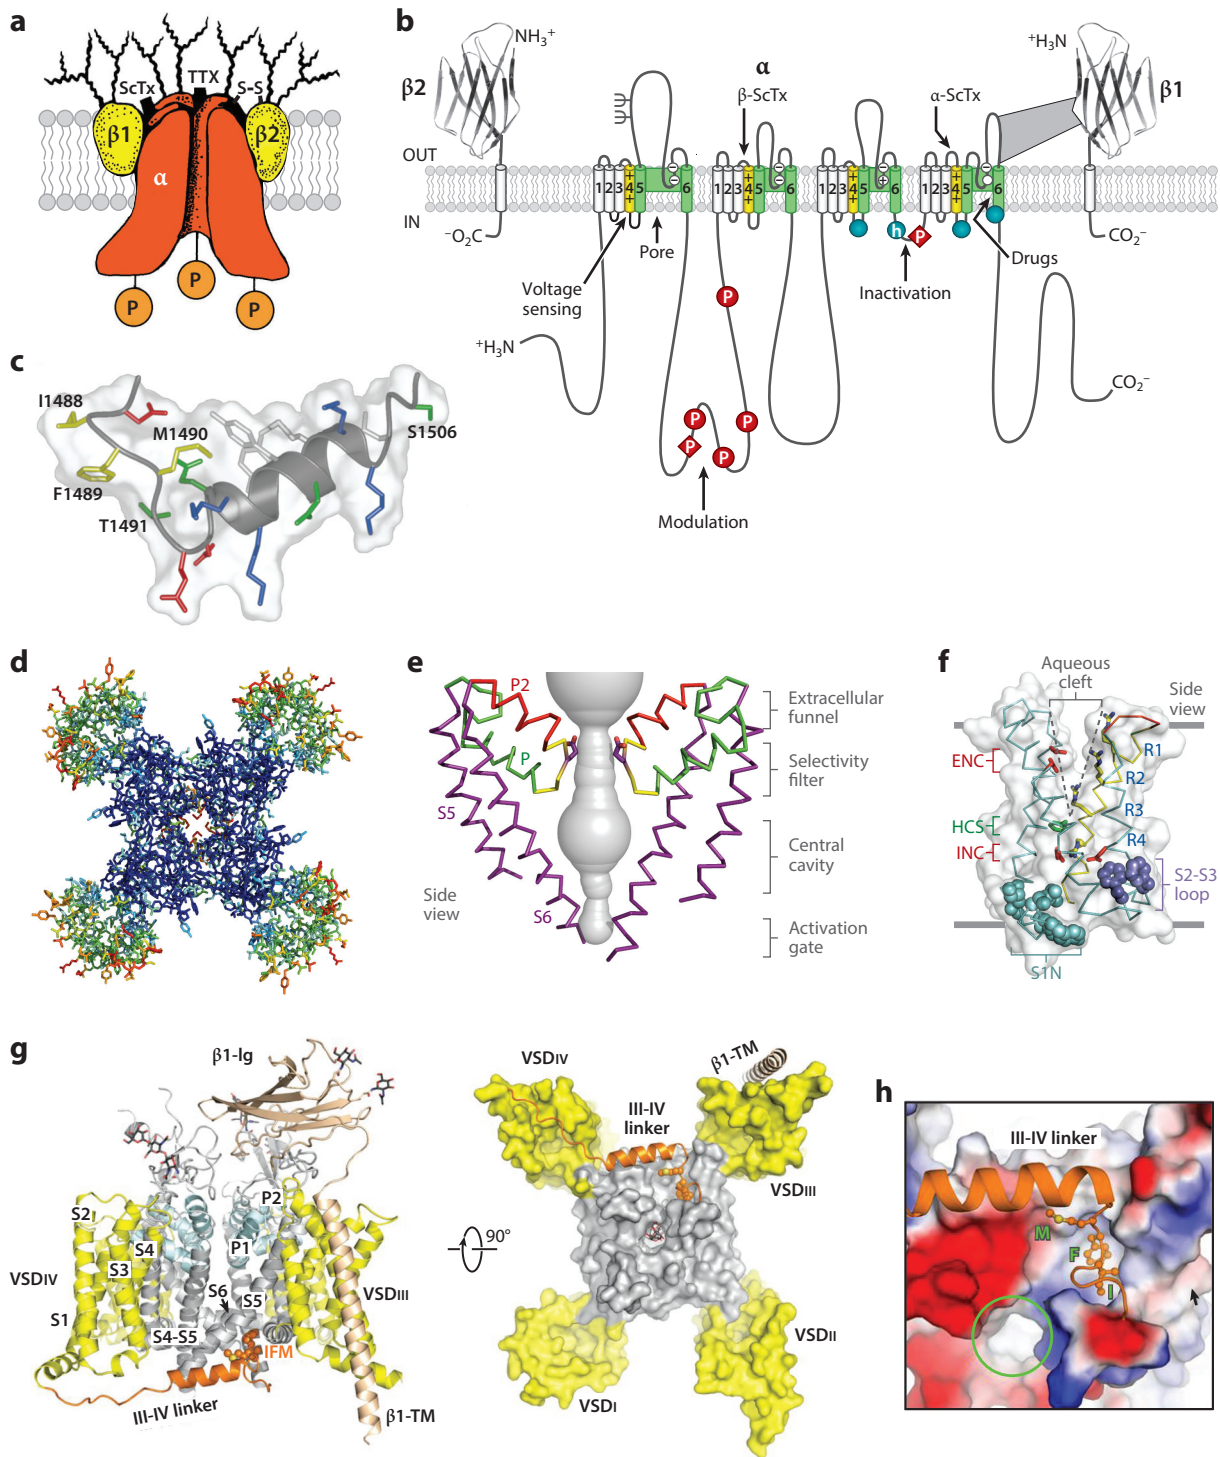 a
ScTx
TTX
S–S
β1
β2
α
P
P
P
b
NH₃⁺
⁺H₃N
β2
α
β1
β-ScTx
α-ScTx
OUT
1 2 3 4 5 6
1 2 3 4 5 6
1 2 3 4 5 6
1 2 3 4 5 6
+ +
+ +
+ +
+ +
− −
− −
− +
− −
IN
⁻O₂C
h
P
CO₂⁻
Pore
Drugs
Voltage
sensing
Inactivation
P
⁺H₃N
CO₂⁻
P
P
P
P
Modulation
c
I1488
M1490
S1506
F1489
T1491
d
e
P2
P
S5
S6
Side
view
Extracellular
funnel
Selectivity
filter
Central
cavity
Activation
gate
f
Aqueous
cleft
Side
view
ENC
R1
R2
R3
HCS
INC
R4
S2-S3
loop
S1N
g
β1-Ig
P2
S2
S4
P1
S3
VSDIV
S6
S5
VSDIII
S1
S4-S5
IFM
III-IV linker
β1-TM
90°
VSDIV
β1-TM
III-IV
linker
VSDIII
VSDII
VSDI
h
III-IV linker
M
F
I